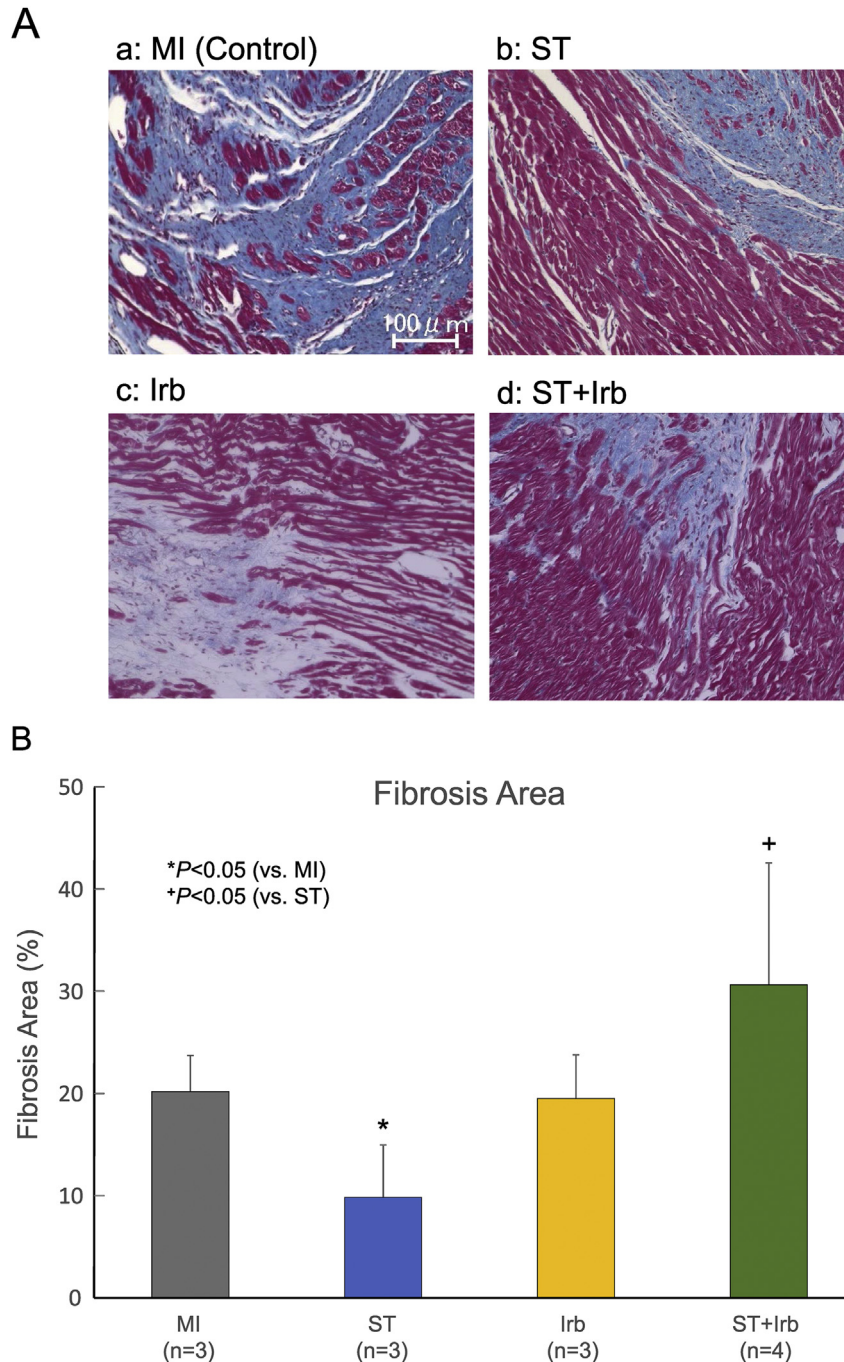 A
a: MI (Control)
b: ST
100 μm
c: Irb
d: ST+Irb
B
Fibrosis Area
50
*P<0.05 (vs. MI)
+P<0.05 (vs. ST)
+
40
30
20
*
10
0
Fibrosis Area (%)
MI
(n=3)
ST
(n=3)
Irb
(n=3)
ST+Irb
(n=4)